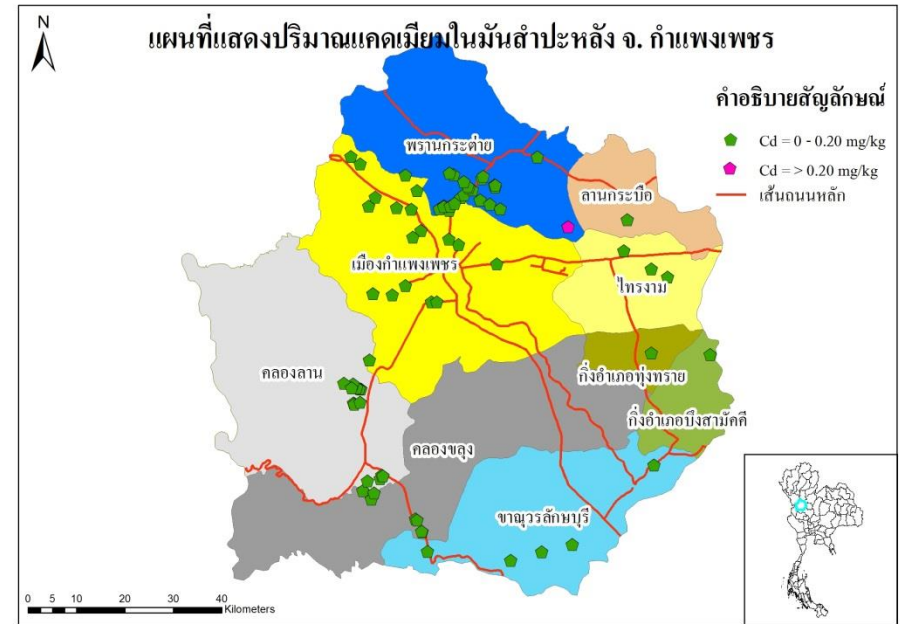 แผนที่แสดงปริมาณแคดเมียมในมันสำปะหลัง จ. กำแพงเพชร
N
คำอธิบายสัญลักษณ์
Cd = 0 - 0.20 mg/kg
Cd = > 0.20 mg/kg
เส้นถนนหลัก
พรานกระต่าย
ลานกระบือ
เมืองกำแพงเพชร
ไทรงาม
คลองลาน
กิ่งอำเภอทุ่งทราย
กิ่งอำเภอบึงสามัคคี
คลองขลุง
ขาณุวรลักษบุรี
0 5 10 20 30 40
Kilometers